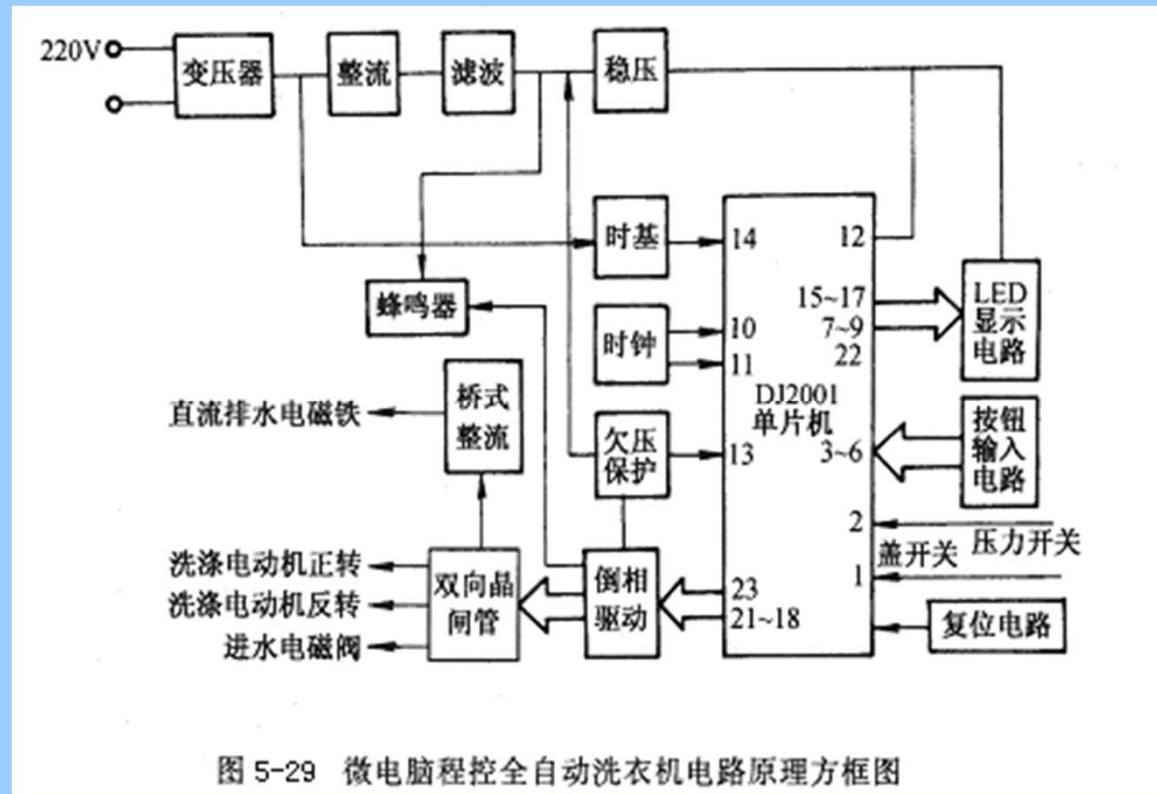 220V
变压器
整流
滤波
稳压
时基
14
12
蜂鸣器
时钟
10
11
15~17
7~9
22
LED
显示
电路
DJ2001
单片机
直流排水电磁铁
桥式
整流
欠压
保护
13
3~6
按钮
输入
电路
2
压力开关
盖开关
1
洗涤电动机正转
洗涤电动机反转
进水电磁阀
双向晶
闸管
倒相
驱动
23
21~18
复位电路
图 5-29 微电脑程控全自动洗衣机电路原理方框图